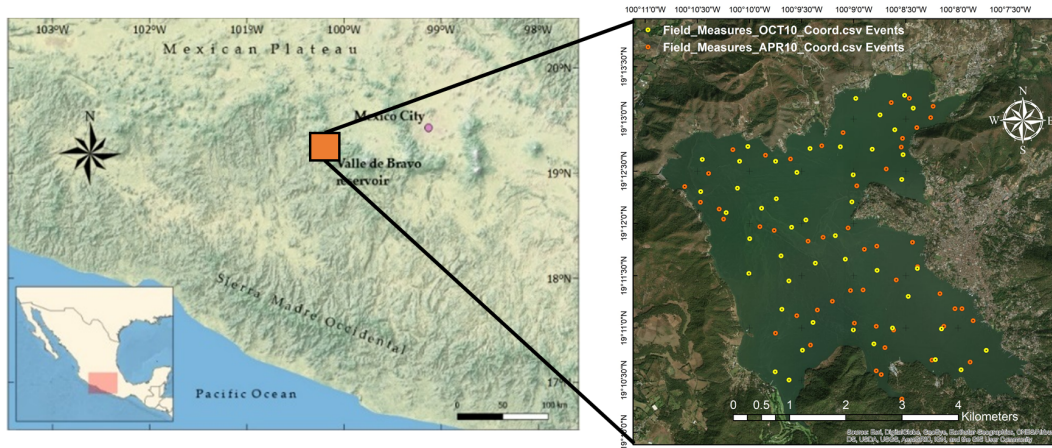 103°W
102°W
101°W
100°W
99°W
98°W
Mexican Plateau
20°N
N
Mexico City
Valle de Bravo
reservoir
19°N
18°N
Sierra Madre Occidental
17°N
Pacific Ocean
0
50
100 km
100°11'0"W
100°10'30"W
100°10'0"W
100°9'30"W
100°9'0"W
100°8'30"W
100°8'0"W
100°7'30"W
Field_Measures_OCT10_Coord.csv Events
Field_Measures_APR10_Coord.csv Events
19°13'30"N
19°13'0"N
19°12'30"N
19°12'0"N
19°11'30"N
19°11'0"N
19°10'30"N
N
W
E
S
0
0.5
1
2
3
4
Kilometers